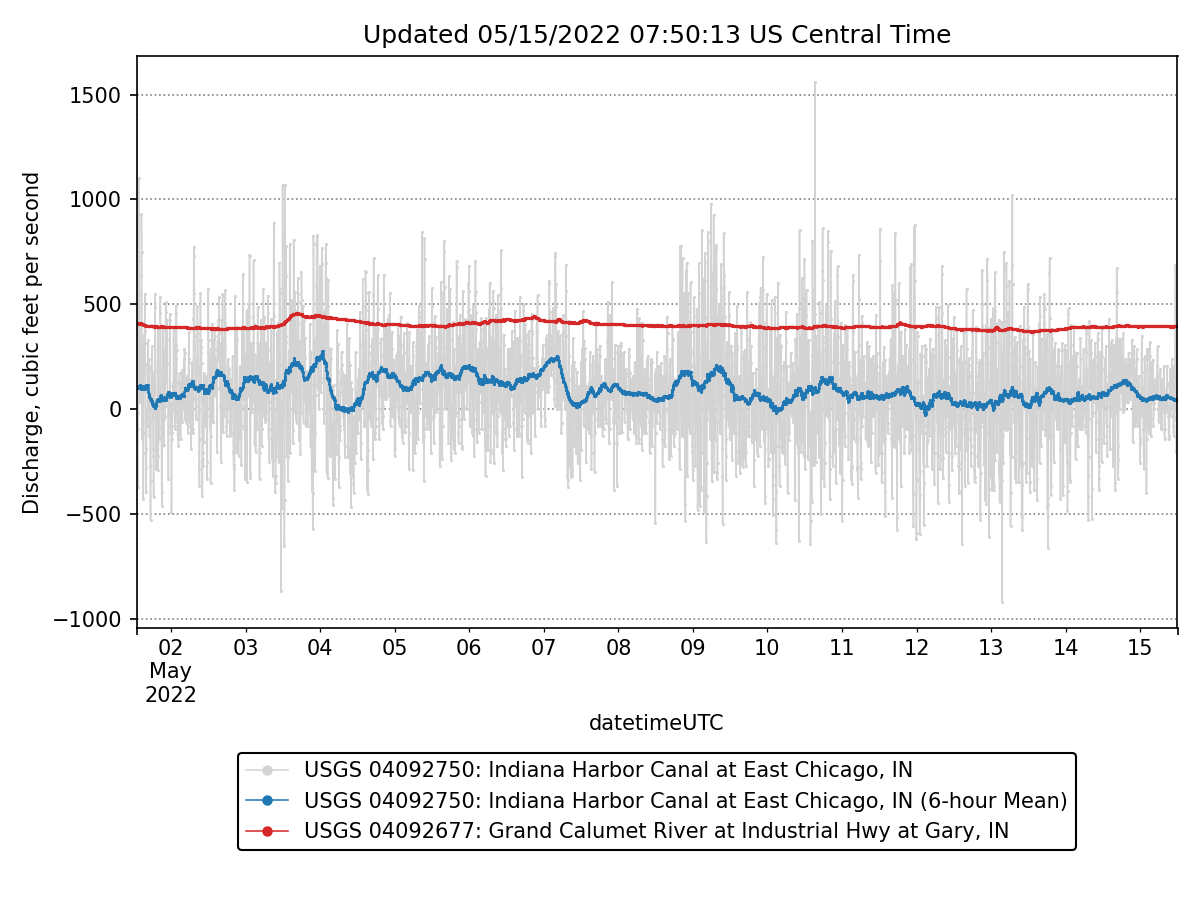 Updated 05/15/2022 07:50:13 US Central Time
Discharge, cubic feet per second
1500
1000
500
0
−500
−1000
02 03 04 05 06 07 08 09 10 11 12 13 14 15
May
2022
datetimeUTC
USGS 04092750: Indiana Harbor Canal at East Chicago, IN
USGS 04092750: Indiana Harbor Canal at East Chicago, IN (6-hour Mean)
USGS 04092677: Grand Calumet River at Industrial Hwy at Gary, IN